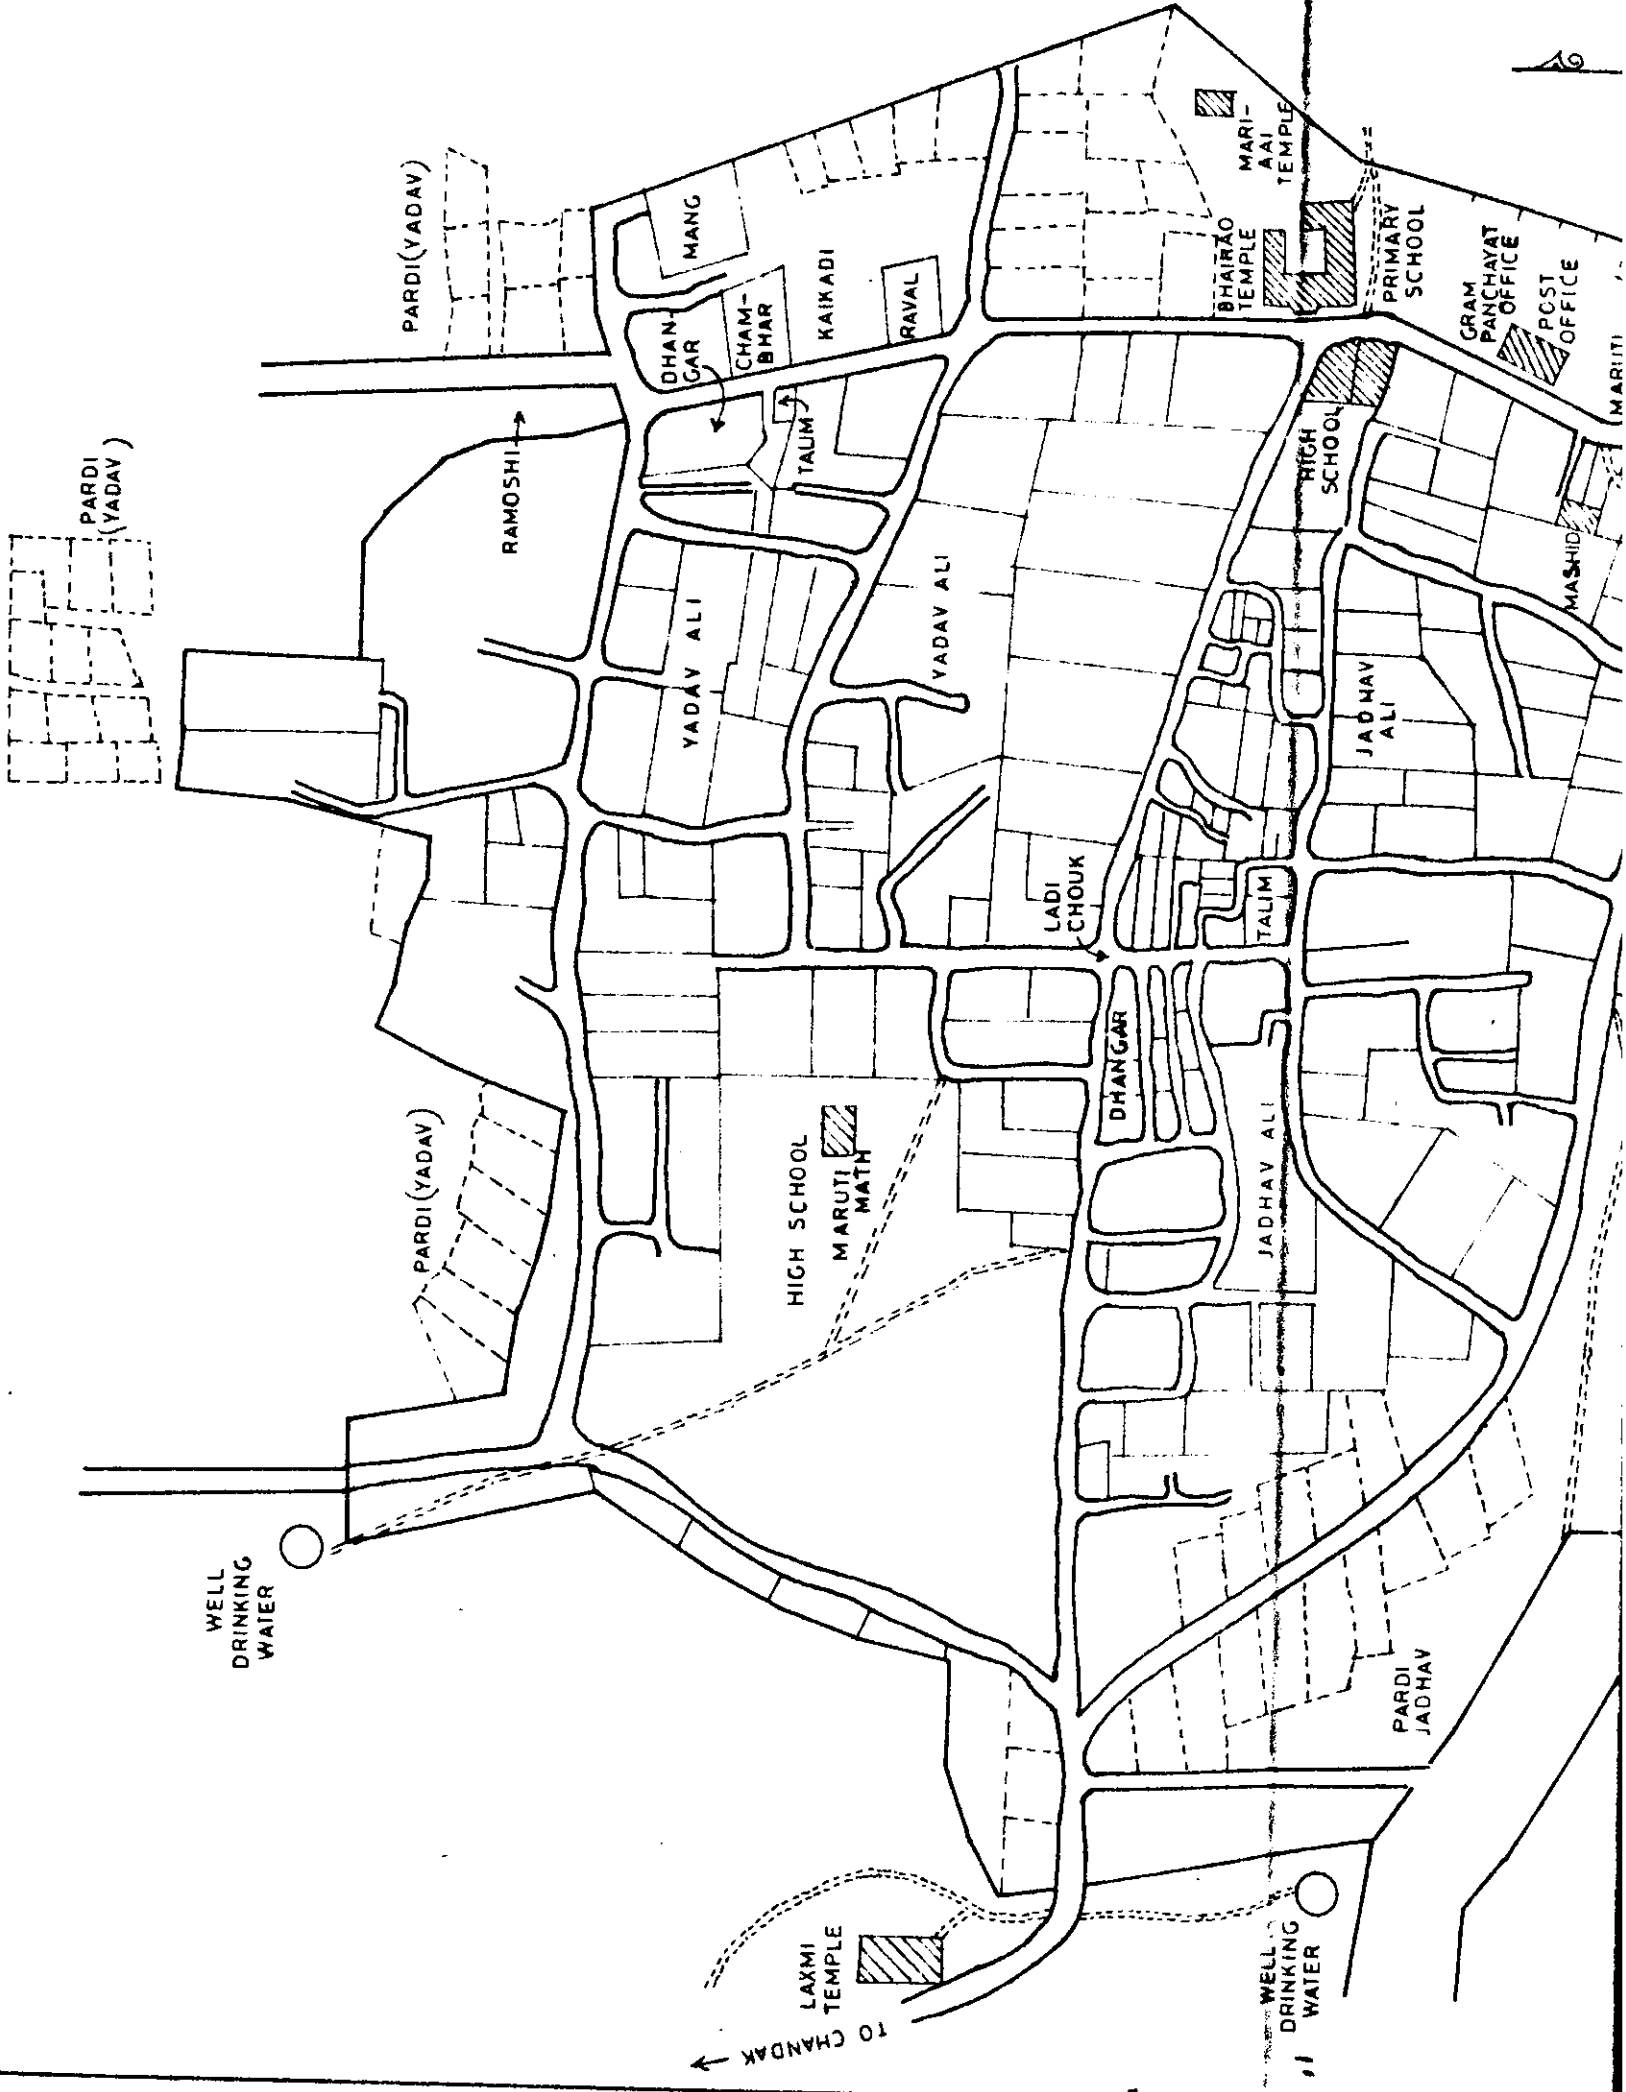 PARDI
(YADAV)
PARDI(YADAV)
RAMOSHI
MANG
DHAN-
GAR
CHAM-
BHAR
KAIKADI
RAVAL
TALIM
YADAV ALI
YADAV ALI
MARI-
AAI
TEMPLE
BHAIRAO
TEMPLE
PRIMARY
SCHOOL
GRAM
PANCHAYAT
OFFICE
POST
OFFICE
MARUTI
HIGH
SCHOOL
MASHID
JADHAV
ALI
LADI
CHOUK
TALIM
DHANGAR
JADHAV ALI
PARDI(YADAV)
HIGH SCHOOL
MARUTI
MATH
WELL
DRINKING
WATER
PARDI
JADHAV
LAXMI
TEMPLE
TO CHANDAK
WELL
DRINKING
WATER